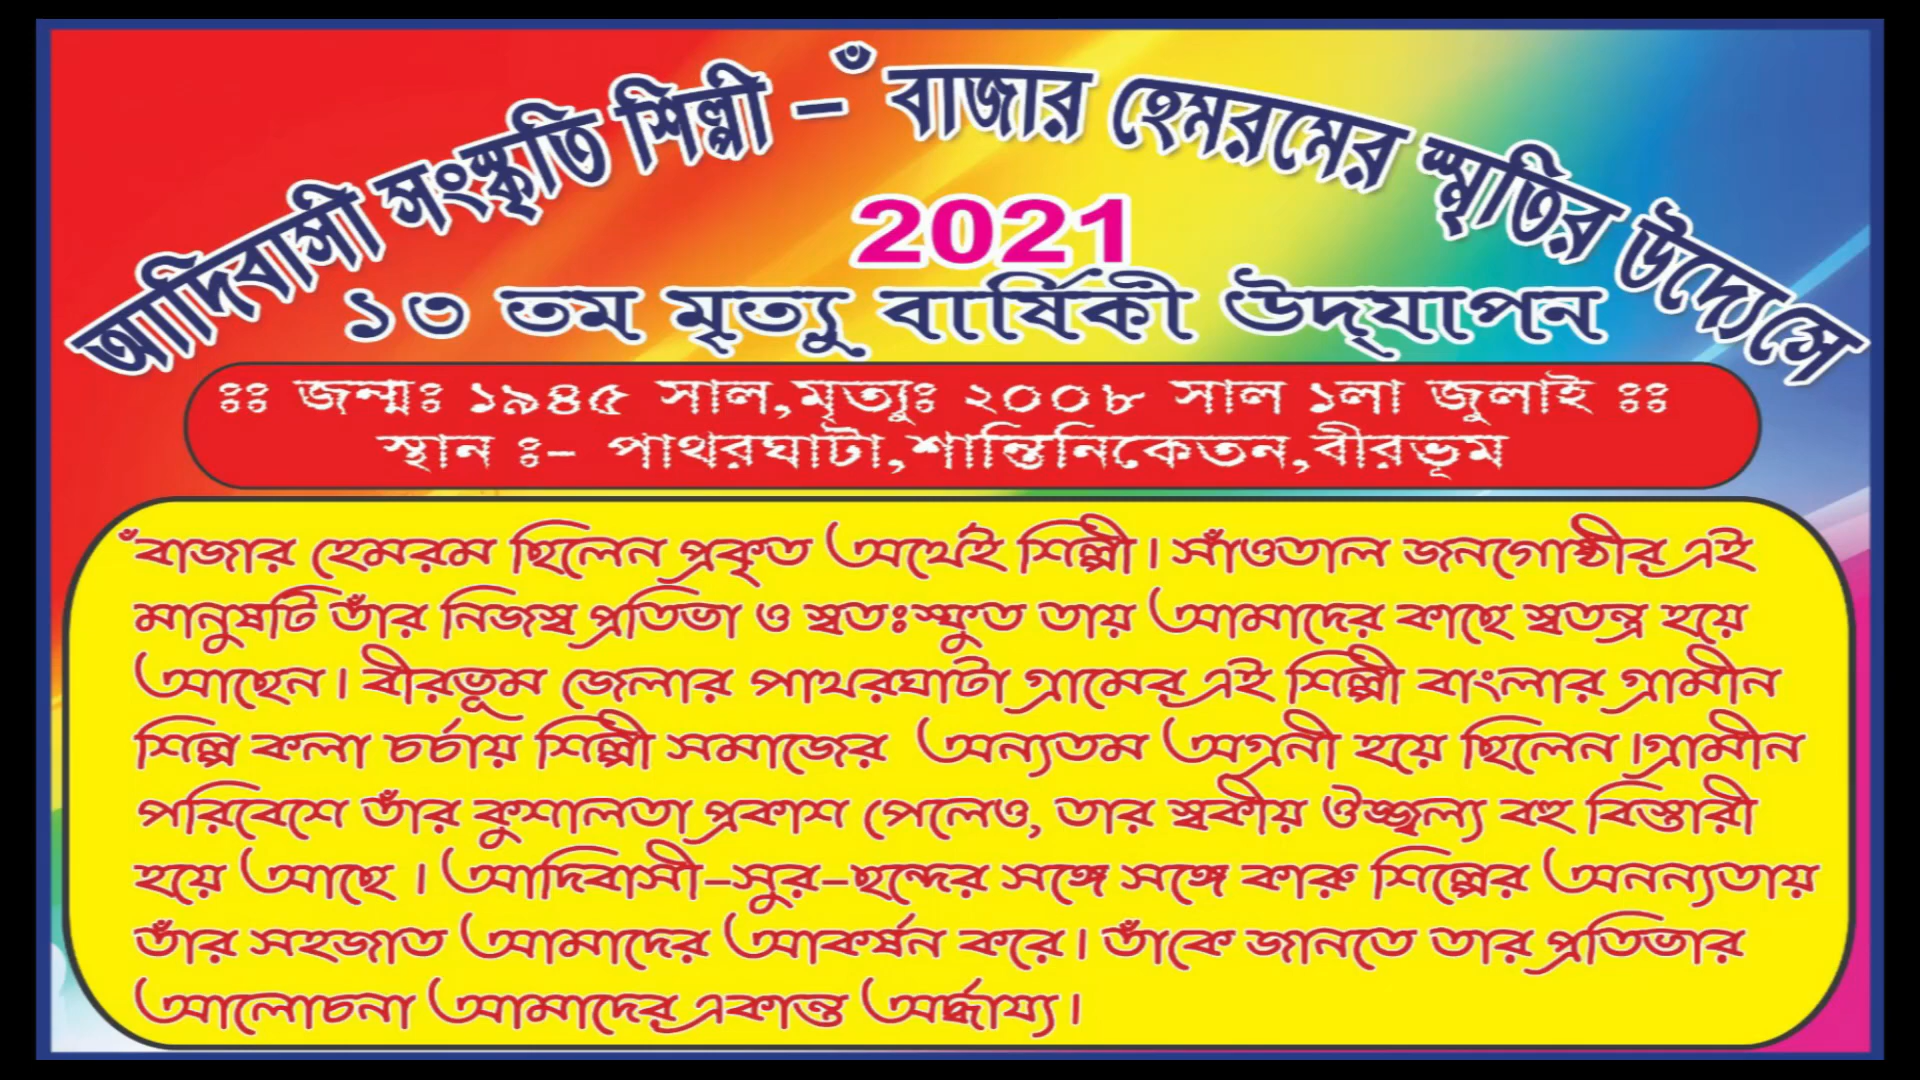 আদিবাসী সংস্কৃতি শিল্পী - ঁ বাজার হেমরমের স্মৃতির উদ্যেসে
2021
১৩ তম মৃত্যু বার্ষিকী উদ্‌যাপন
ঃঃ জন্মঃ ১৯৪৫ সাল,মৃত্যুঃ ২০০৮ সাল ১লা জুলাই ঃঃ
স্থান ঃ- পাথরঘাটা,শান্তিনিকেতন,বীরভূম
ঁবাজার হেমরম ছিলেন প্রকৃত অর্থেই শিল্পী। সাঁওতাল জনগোষ্ঠীর এই
মানুষটি তাঁর নিজস্ব প্রতিভা ও স্বতঃস্ফুত তায় আমাদের কাছে স্বতন্ত্র হয়ে
আছেন। বীরভূম জেলার পাথরঘাটা গ্রামের এই শিল্পী বাংলার গ্রামীন
শিল্প কলা চর্চায় শিল্পী সমাজের অন্যতম অগ্রনী হয়ে ছিলেন।গ্রামীন
পরিবেশে তাঁর কুশালতা প্রকাশ পেলেও, তার স্বকীয় ঔজ্জ্বল্য বহু বিস্তারী
হয়ে আছে । আদিবাসী-সুর-ছন্দের সঙ্গে সঙ্গে কারু শিল্পের অনন্যতায়
তাঁর সহজাত আমাদের আকর্ষন করে। তাঁকে জানতে তার প্রতিভার
আলোচনা আমাদের একান্ত অর্দ্ধায্য।